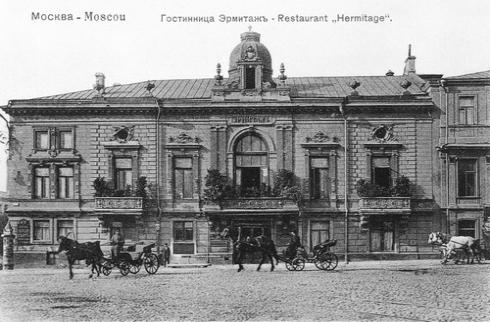 Москва - Moscou
Гостинница Эрмитажъ - Restaurant „Hermitage".